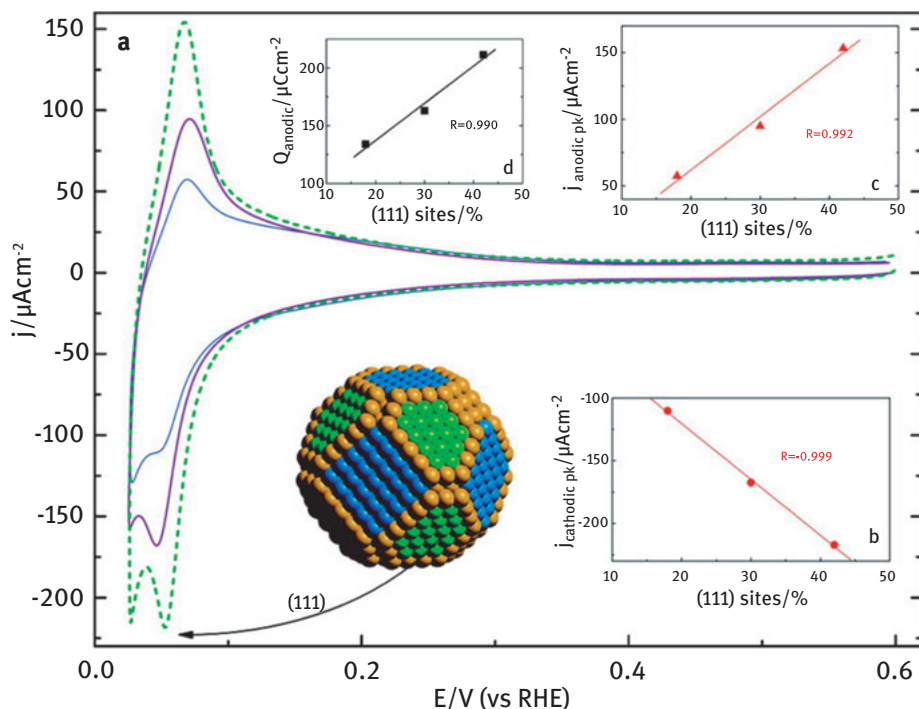 a
j/µAcm⁻²
150
100
50
0
-50
-100
-150
-200
0.0 0.2 0.4 0.6
E/V (vs RHE)
(111)
Qanodic/µCcm⁻²
200
150
100
10 20 30 40 50
(111) sites/%
R=0.990
d
j anodic pk/µAcm⁻²
150
100
50
10 20 30 40 50
(111) sites/%
R=0.992
c
jcathodic pk/µAcm⁻²
-100
-150
-200
10 20 30 40 50
(111) sites/%
R=-0.999
b